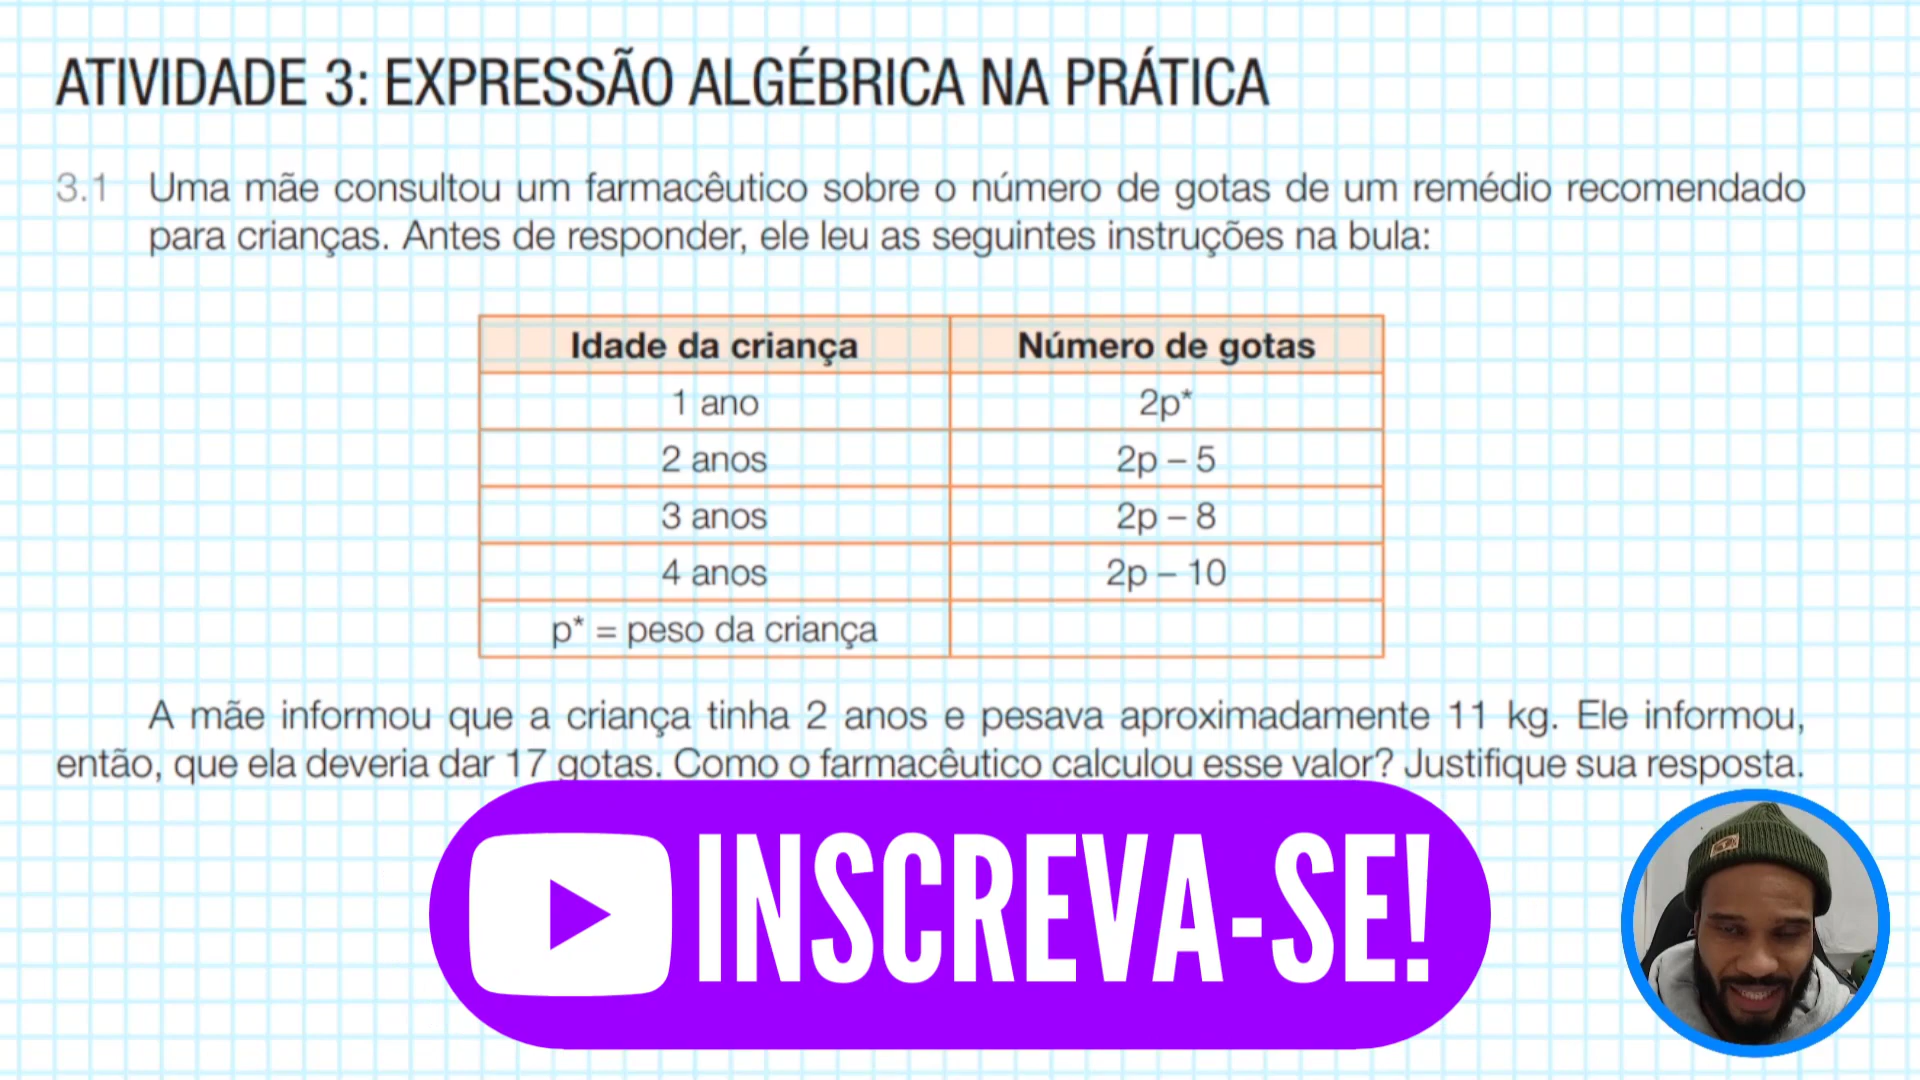 ATIVIDADE 3: EXPRESSÃO ALGÉBRICA NA PRÁTICA
3.1 Uma mãe consultou um farmacêutico sobre o número de gotas de um remédio recomendado
para crianças. Antes de responder, ele leu as seguintes instruções na bula:
Idade da criança Número de gotas
1 ano 2p*
2 anos 2p – 5
3 anos 2p – 8
4 anos 2p – 10
p* = peso da criança
A mãe informou que a criança tinha 2 anos e pesava aproximadamente 11 kg. Ele informou,
então, que ela deveria dar 17 gotas. Como o farmacêutico calculou esse valor? Justifique sua resposta.
INSCREVA-SE!